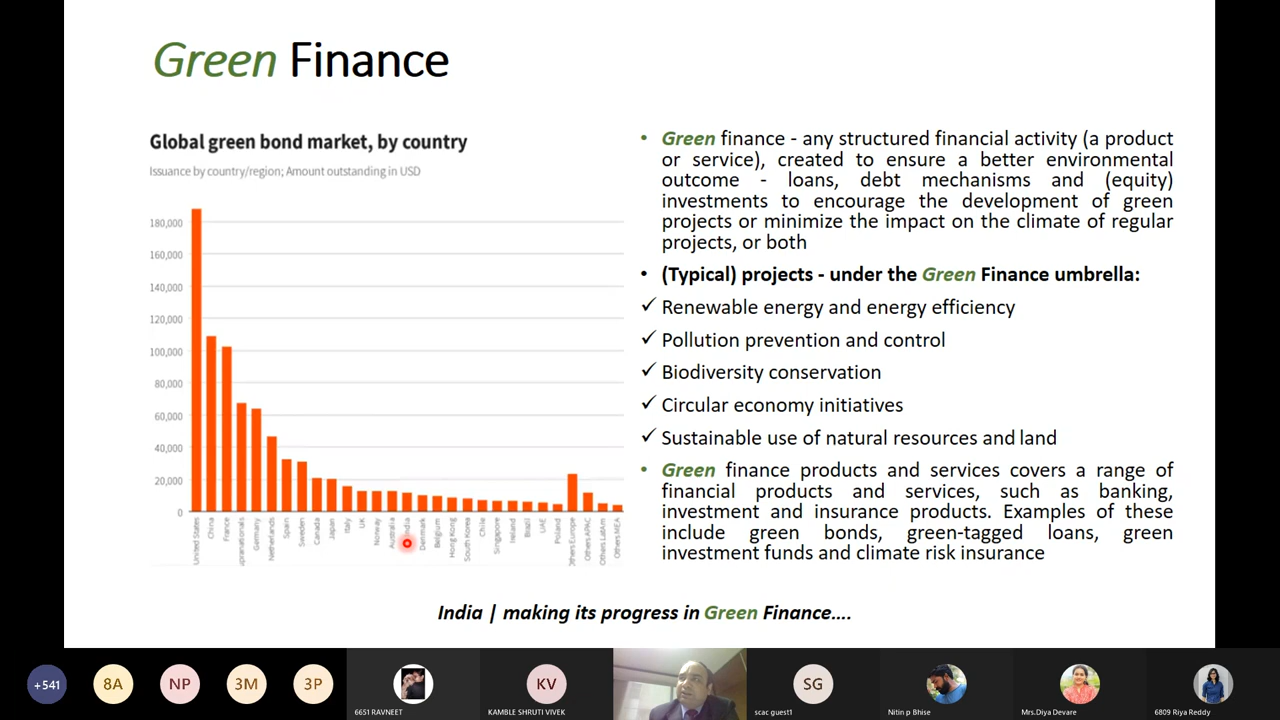 Green Finance
Global green bond market, by country
Issuance by country/region; Amount outstanding in USD
180,000
160,000
140,000
120,000
100,000
80,000
60,000
40,000
20,000
0
United States
China
France
upranationals
Germany
Netherlands
Spain
Sweden
Canada
Japan
Italy
UK
Norway
Australia
India
Denmark
Belgium
Hong Kong
South Korea
Chile
Singapore
Ireland
Brazil
UAE
Poland
Others Europe
Others APAC
Others LatAm
Others MEA
• Green finance - any structured financial activity (a product
or service), created to ensure a better environmental
outcome - loans, debt mechanisms and (equity)
investments to encourage the development of green
projects or minimize the impact on the climate of regular
projects, or both
• (Typical) projects - under the Green Finance umbrella:
✓ Renewable energy and energy efficiency
✓ Pollution prevention and control
✓ Biodiversity conservation
✓ Circular economy initiatives
✓ Sustainable use of natural resources and land
• Green finance products and services covers a range of
financial products and services, such as banking,
investment and insurance products. Examples of these
include green bonds, green-tagged loans, green
investment funds and climate risk insurance
India | making its progress in Green Finance....
+541
8A
NP
3M
3P
6651 RAVNEET
KV
KAMBLE SHRUTI VIVEK
SG
scac guest1
Nitin p Bhise
Mrs.Diya Devare
6809 Riya Reddy